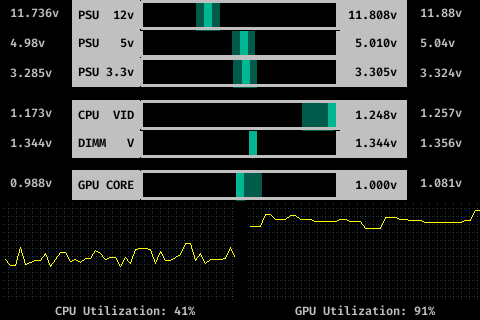 11.736v PSU 12v 11.808v 11.88v
4.98v PSU 5v 5.010v 5.04v
3.285v PSU 3.3v 3.305v 3.324v
1.173v CPU VID 1.248v 1.257v
1.344v DIMM V 1.344v 1.356v
0.988v GPU CORE 1.000v 1.081v
CPU Utilization: 41% GPU Utilization: 91%